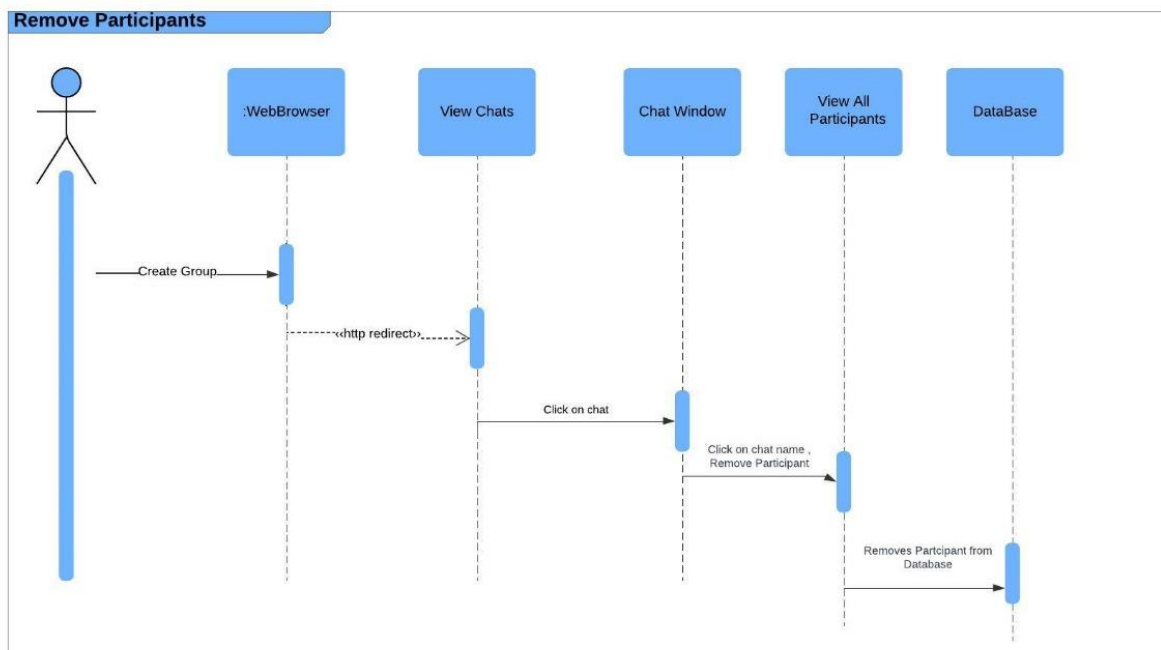 Remove Participants
:WebBrowser
View Chats
Chat Window
View All
Participants
DataBase
Create Group
‹‹http redirect››
Click on chat
Click on chat name ,
Remove Participant
Removes Partcipant from
Database